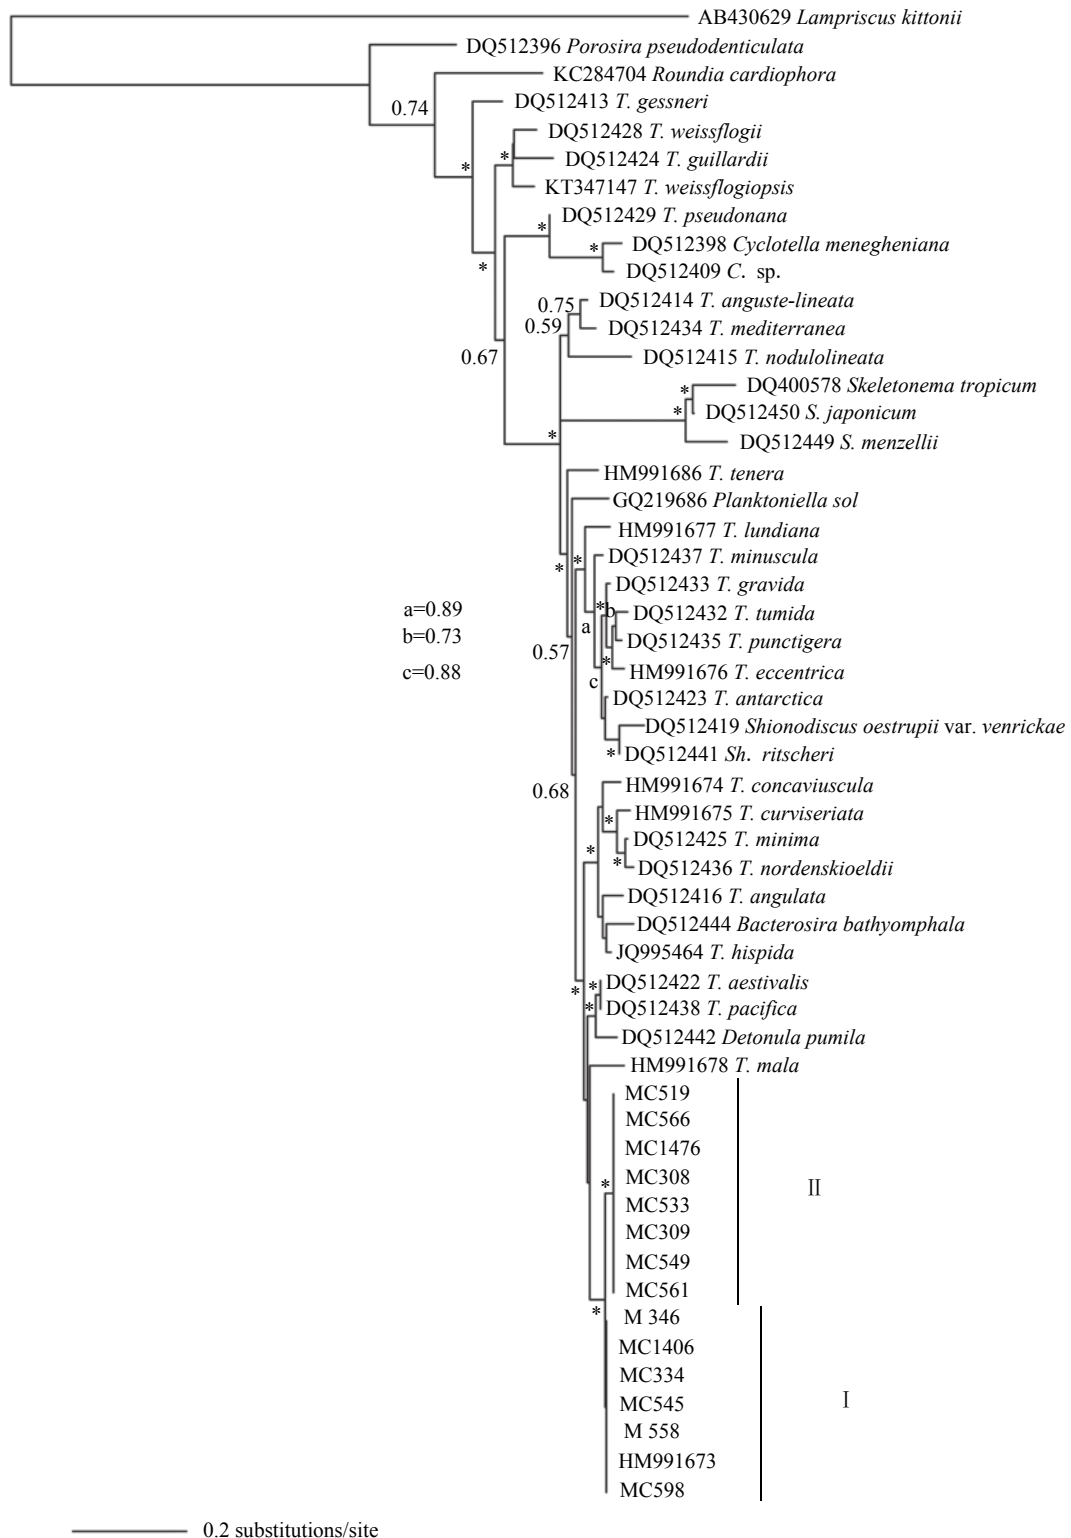 AB430629 Lampriscus kittonii
DQ512396 Porosira pseudodenticulata
KC284704 Roundia cardiophora
0.74
DQ512413 T. gessneri
DQ512428 T. weissflogii
*
*
DQ512424 T. guillardii
KT347147 T. weissflogiopsis
DQ512429 T. pseudonana
*
*
DQ512398 Cyclotella menegheniana
*
DQ512409 C. sp.
0.75
DQ512414 T. anguste-lineata
0.59
DQ512434 T. mediterranea
0.67
DQ512415 T. nodulolineata
*
DQ400578 Skeletonema tropicum
*
DQ512450 S. japonicum
*
DQ512449 S. menzellii
HM991686 T. tenera
GQ219686 Planktoniella sol
HM991677 T. lundiana
*
*
DQ512437 T. minuscula
DQ512433 T. gravida
a=0.89
*
b
DQ512432 T. tumida
b=0.73
a
DQ512435 T. punctigera
0.57
*
c=0.88
c
HM991676 T. eccentrica
DQ512423 T. antarctica
DQ512419 Shionodiscus oestrupii var. venrickae
*
DQ512441 Sh. ritscheri
0.68
HM991674 T. concaviuscula
*
HM991675 T. curviseriata
*
DQ512425 T. minima
*
DQ512436 T. nordenskioeldii
DQ512416 T. angulata
DQ512444 Bacterosira bathyomphala
JQ995464 T. hispida
*
*
DQ512422 T. aestivalis
*
DQ512438 T. pacifica
DQ512442 Detonula pumila
HM991678 T. mala
MC519
MC566
MC1476
MC308
*
II
MC533
MC309
MC549
MC561
*
M 346
MC1406
MC334
MC545
I
M 558
HM991673
MC598
0.2 substitutions/site